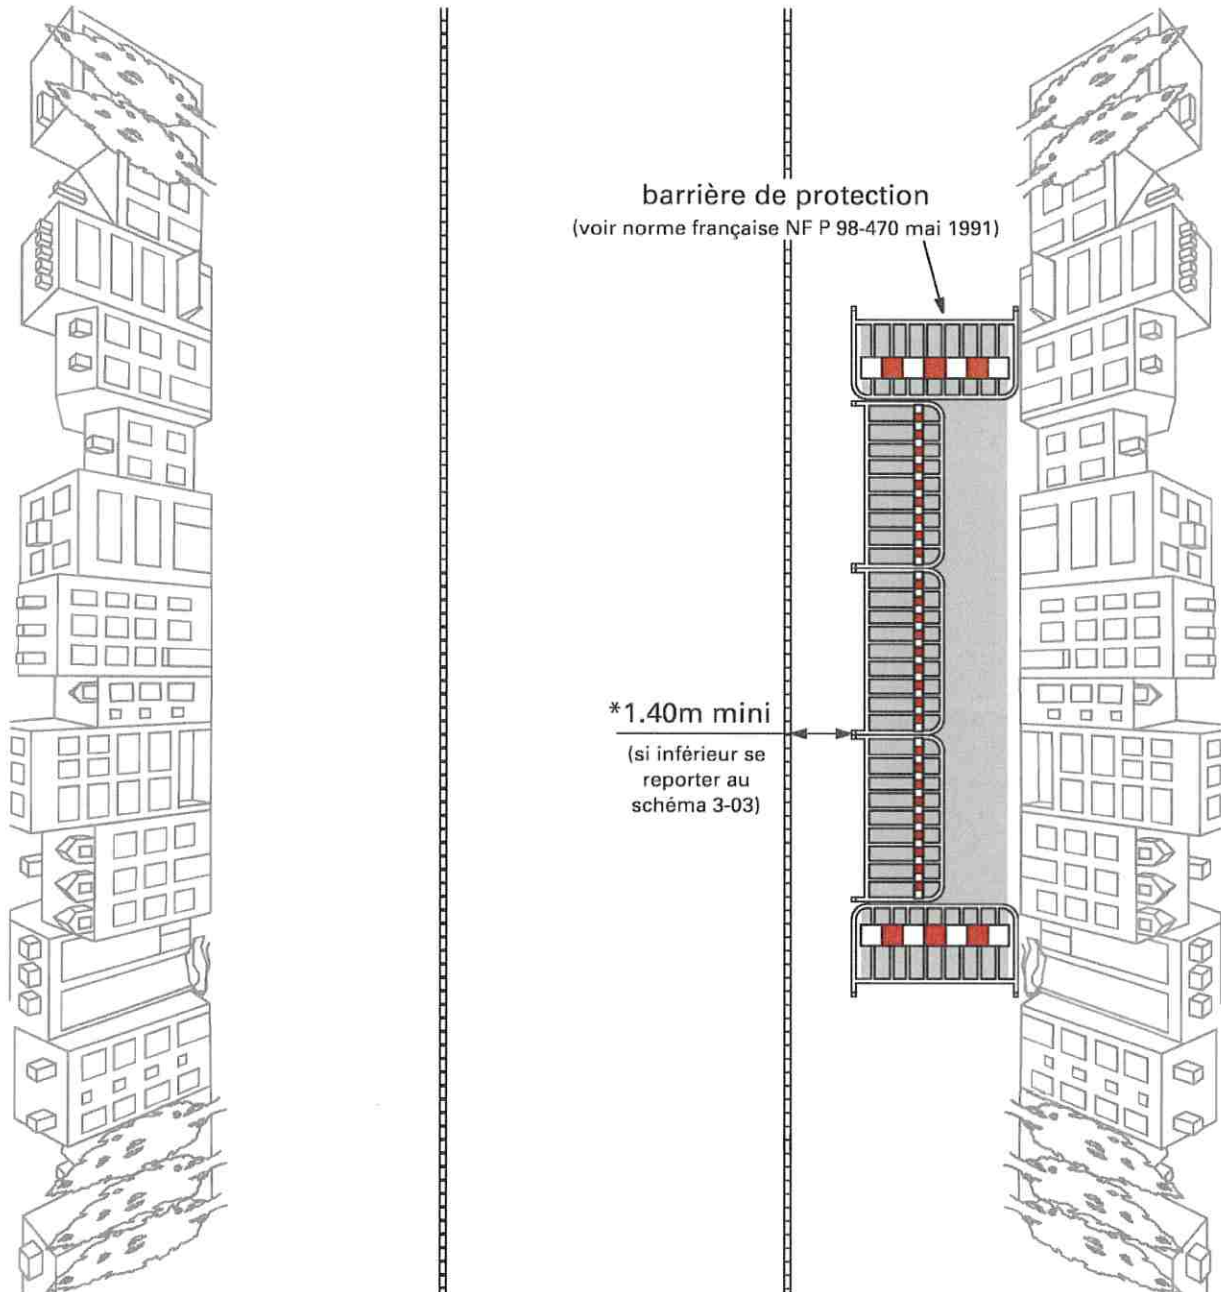 barrière de protection
(voir norme française NF P 98-470 mai 1991)
*1.40m mini
(si inférieur se
reporter au
schéma 3-03)